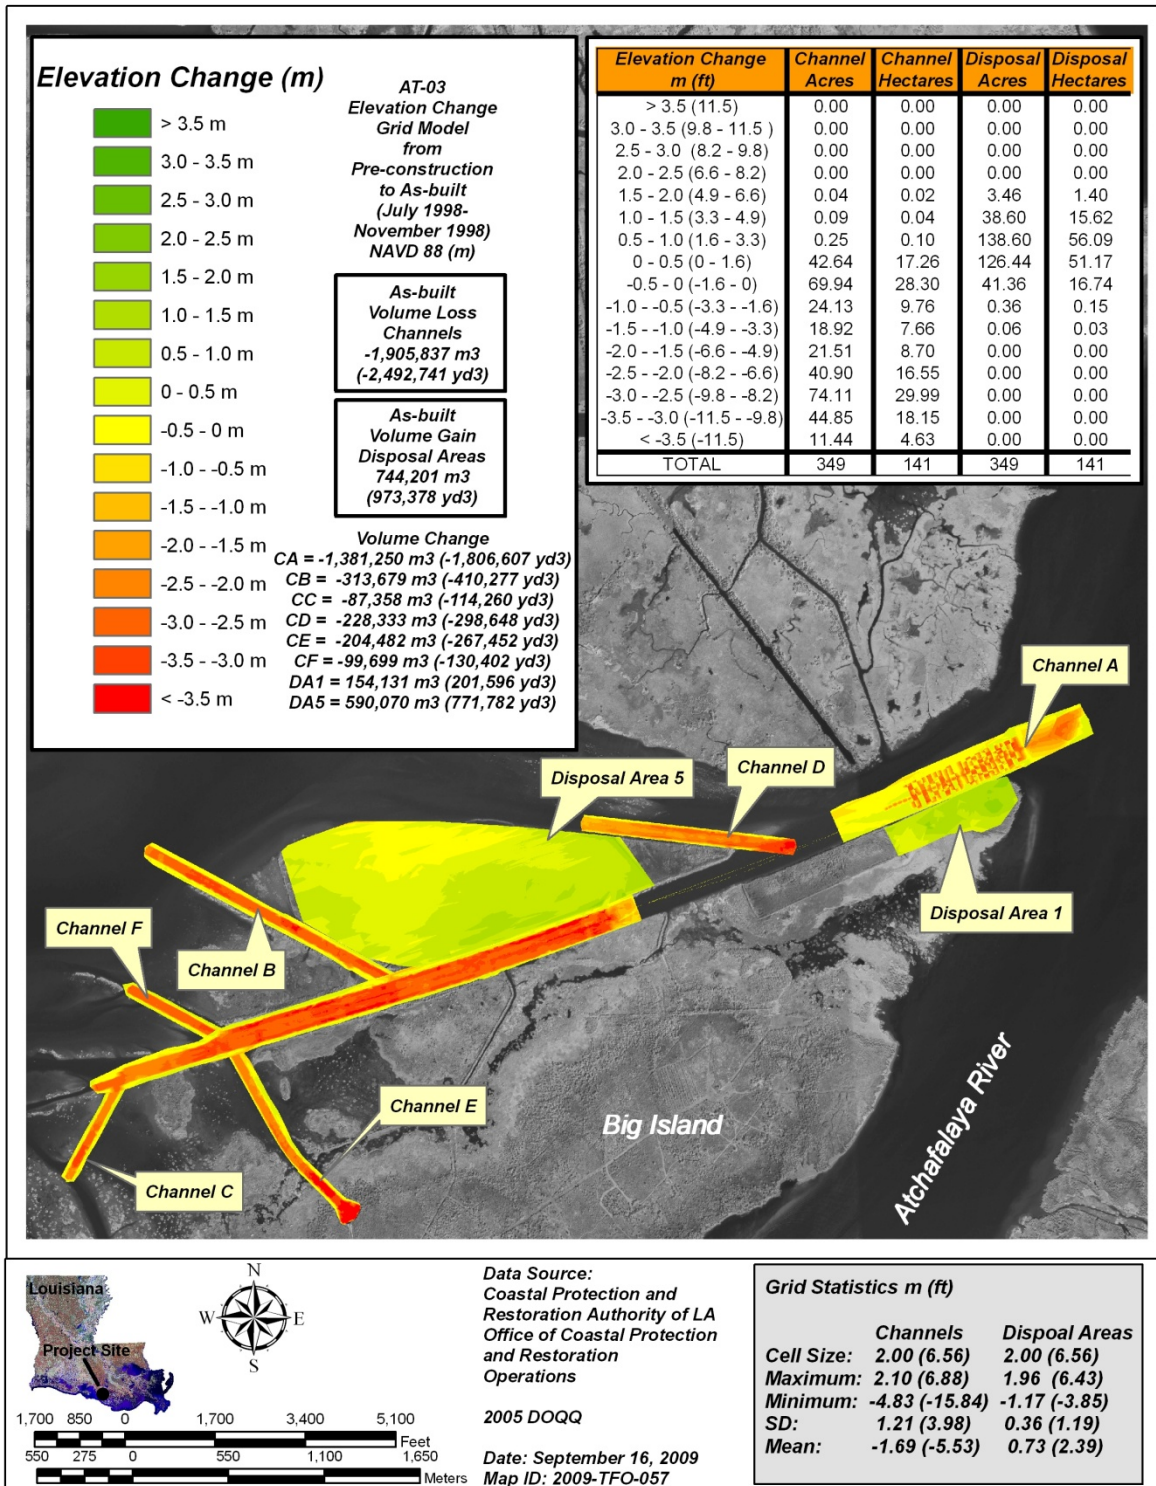 Elevation Change (m)
> 3.5 m
3.0 - 3.5 m
2.5 - 3.0 m
2.0 - 2.5 m
1.5 - 2.0 m
1.0 - 1.5 m
0.5 - 1.0 m
0 - 0.5 m
-0.5 - 0 m
-1.0 - -0.5 m
-1.5 - -1.0 m
-2.0 - -1.5 m
-2.5 - -2.0 m
-3.0 - -2.5 m
-3.5 - -3.0 m
< -3.5 m
AT-03
Elevation Change
Grid Model
from
Pre-construction
to As-built
(July 1998-
November 1998)
NAVD 88 (m)
As-built
Volume Loss
Channels
-1,905,837 m3
(-2,492,741 yd3)
As-built
Volume Gain
Disposal Areas
744,201 m3
(973,378 yd3)
Volume Change
CA = -1,381,250 m3 (-1,806,607 yd3)
CB = -313,679 m3 (-410,277 yd3)
CC = -87,358 m3 (-114,260 yd3)
CD = -228,333 m3 (-298,648 yd3)
CE = -204,482 m3 (-267,452 yd3)
CF = -99,699 m3 (-130,402 yd3)
DA1 = 154,131 m3 (201,596 yd3)
DA5 = 590,070 m3 (771,782 yd3)
Elevation Change m (ft) Channel Acres Channel Hectares Disposal Acres Disposal Hectares
> 3.5 (11.5) 0.00 0.00 0.00 0.00
3.0 - 3.5 (9.8 - 11.5 ) 0.00 0.00 0.00 0.00
2.5 - 3.0 (8.2 - 9.8) 0.00 0.00 0.00 0.00
2.0 - 2.5 (6.6 - 8.2) 0.00 0.00 0.00 0.00
1.5 - 2.0 (4.9 - 6.6) 0.04 0.02 3.46 1.40
1.0 - 1.5 (3.3 - 4.9) 0.09 0.04 38.60 15.62
0.5 - 1.0 (1.6 - 3.3) 0.25 0.10 138.60 56.09
0 - 0.5 (0 - 1.6) 42.64 17.26 126.44 51.17
-0.5 - 0 (-1.6 - 0) 69.94 28.30 41.36 16.74
-1.0 - -0.5 (-3.3 - -1.6) 24.13 9.76 0.36 0.15
-1.5 - -1.0 (-4.9 - -3.3) 18.92 7.66 0.06 0.03
-2.0 - -1.5 (-6.6 - -4.9) 21.51 8.70 0.00 0.00
-2.5 - -2.0 (-8.2 - -6.6) 40.90 16.55 0.00 0.00
-3.0 - -2.5 (-9.8 - -8.2) 74.11 29.99 0.00 0.00
-3.5 - -3.0 (-11.5 - -9.8) 44.85 18.15 0.00 0.00
< -3.5 (-11.5) 11.44 4.63 0.00 0.00
TOTAL 349 141 349 141
Channel A
Channel D
Disposal Area 5
Disposal Area 1
Channel F
Channel B
Channel E
Channel C
Big Island
Atchafalaya River
Louisiana
Project Site
N
W E
S
1,700 850 0 1,700 3,400 5,100
Feet
550 275 0 550 1,100 1,650
Meters
Data Source:
Coastal Protection and
Restoration Authority of LA
Office of Coastal Protection
and Restoration
Operations
2005 DOQQ
Date: September 16, 2009
Map ID: 2009-TFO-057
Grid Statistics m (ft)
Channels Dispoal Areas
Cell Size: 2.00 (6.56) 2.00 (6.56)
Maximum: 2.10 (6.88) 1.96 (6.43)
Minimum: -4.83 (-15.84) -1.17 (-3.85)
SD: 1.21 (3.98) 0.36 (1.19)
Mean: -1.69 (-5.53) 0.73 (2.39)